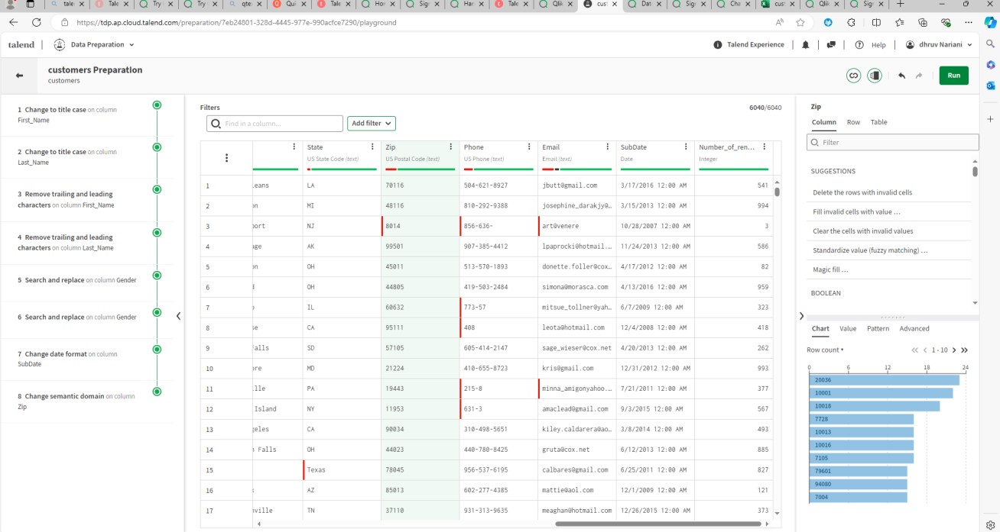 tale
Tale
Try
Try
qte
Qui
Tale
Ho
Sig
Ha
Tale
Qlik
cus
Dat
Sig
Cha
cus
Qlik
Sig
https://tdp.ap.cloud.talend.com/preparation/7eb24801-328d-4445-977e-990acfce7290/playground
talend
Data Preparation
Talend Experience
Help
dhruv Nariani
customers Preparation
customers
Run
1 Change to title case on column
First_Name
2 Change to title case on column
Last_Name
3 Remove trailing and leading
characters on column First_Name
4 Remove trailing and leading
characters on column Last_Name
5 Search and replace on column Gender
6 Search and replace on column Gender
7 Change date format on column
SubDate
8 Change semantic domain on column
Zip
Filters
6040/6040
Find in a column...
Add filter
State Zip Phone Email SubDate Number_of_ren...
US State Code (text) US Postal Code (text) US Phone (text) Email (text) Date Integer
1 eans LA 70116 504-621-8927 jbutt@gmail.com 3/17/2016 12:00 AM 541
2 n MI 48116 810-292-9388 josephine_darakjy@... 3/15/2013 12:00 AM 994
3 ort NJ 8014 856-636- art@venere 10/28/2007 12:00 AM 3
4 ge AK 99501 907-385-4412 lpaprocki@hotmail.... 11/24/2013 12:00 AM 586
5 n OH 45011 513-570-1893 donette.foller@cox... 4/17/2012 12:00 AM 82
6 OH 44805 419-503-2484 simona@morasca.com 4/13/2016 12:00 AM 959
7 IL 60632 773-57 mitsue_tollner@yah... 6/7/2009 12:00 AM 323
8 e CA 95111 408 leota@hotmail.com 12/4/2008 12:00 AM 418
9 Falls SD 57105 605-414-2147 sage_wieser@cox.net 4/20/2013 12:00 AM 262
10 re MD 21224 410-655-8723 kris@gmail.com 12/31/2012 12:00 AM 993
11 lle PA 19443 215-8 minna_amigonyahoo.... 7/21/2011 12:00 AM 377
12 Island NY 11953 631-3 amaclead@gmail.com 9/3/2015 12:00 AM 567
13 geles CA 90034 310-498-5651 kiley.caldarera@ao... 3/8/2014 12:00 AM 493
14 Falls OH 44023 440-780-8425 gruta@cox.net 6/12/2013 12:00 AM 885
15 Texas 78045 956-537-6195 calbares@gmail.com 6/25/2011 12:00 AM 827
16 AZ 85013 602-277-4385 mattie@aol.com 12/1/2009 12:00 AM 121
17 ville TN 37110 931-313-9635 meaghan@hotmail.com 12/26/2015 12:00 AM 373
Zip
Column Row Table
Filter
SUGGESTIONS
Delete the rows with invalid cells
Fill invalid cells with value ...
Clear the cells with invalid values
Standardize value (fuzzy matching) ...
Magic fill ...
BOOLEAN
Chart Value Pattern Advanced
Row count
1 - 10
0 6 12 18 24
20036
10001
10018
7728
10013
10016
7105
79601
94080
7004